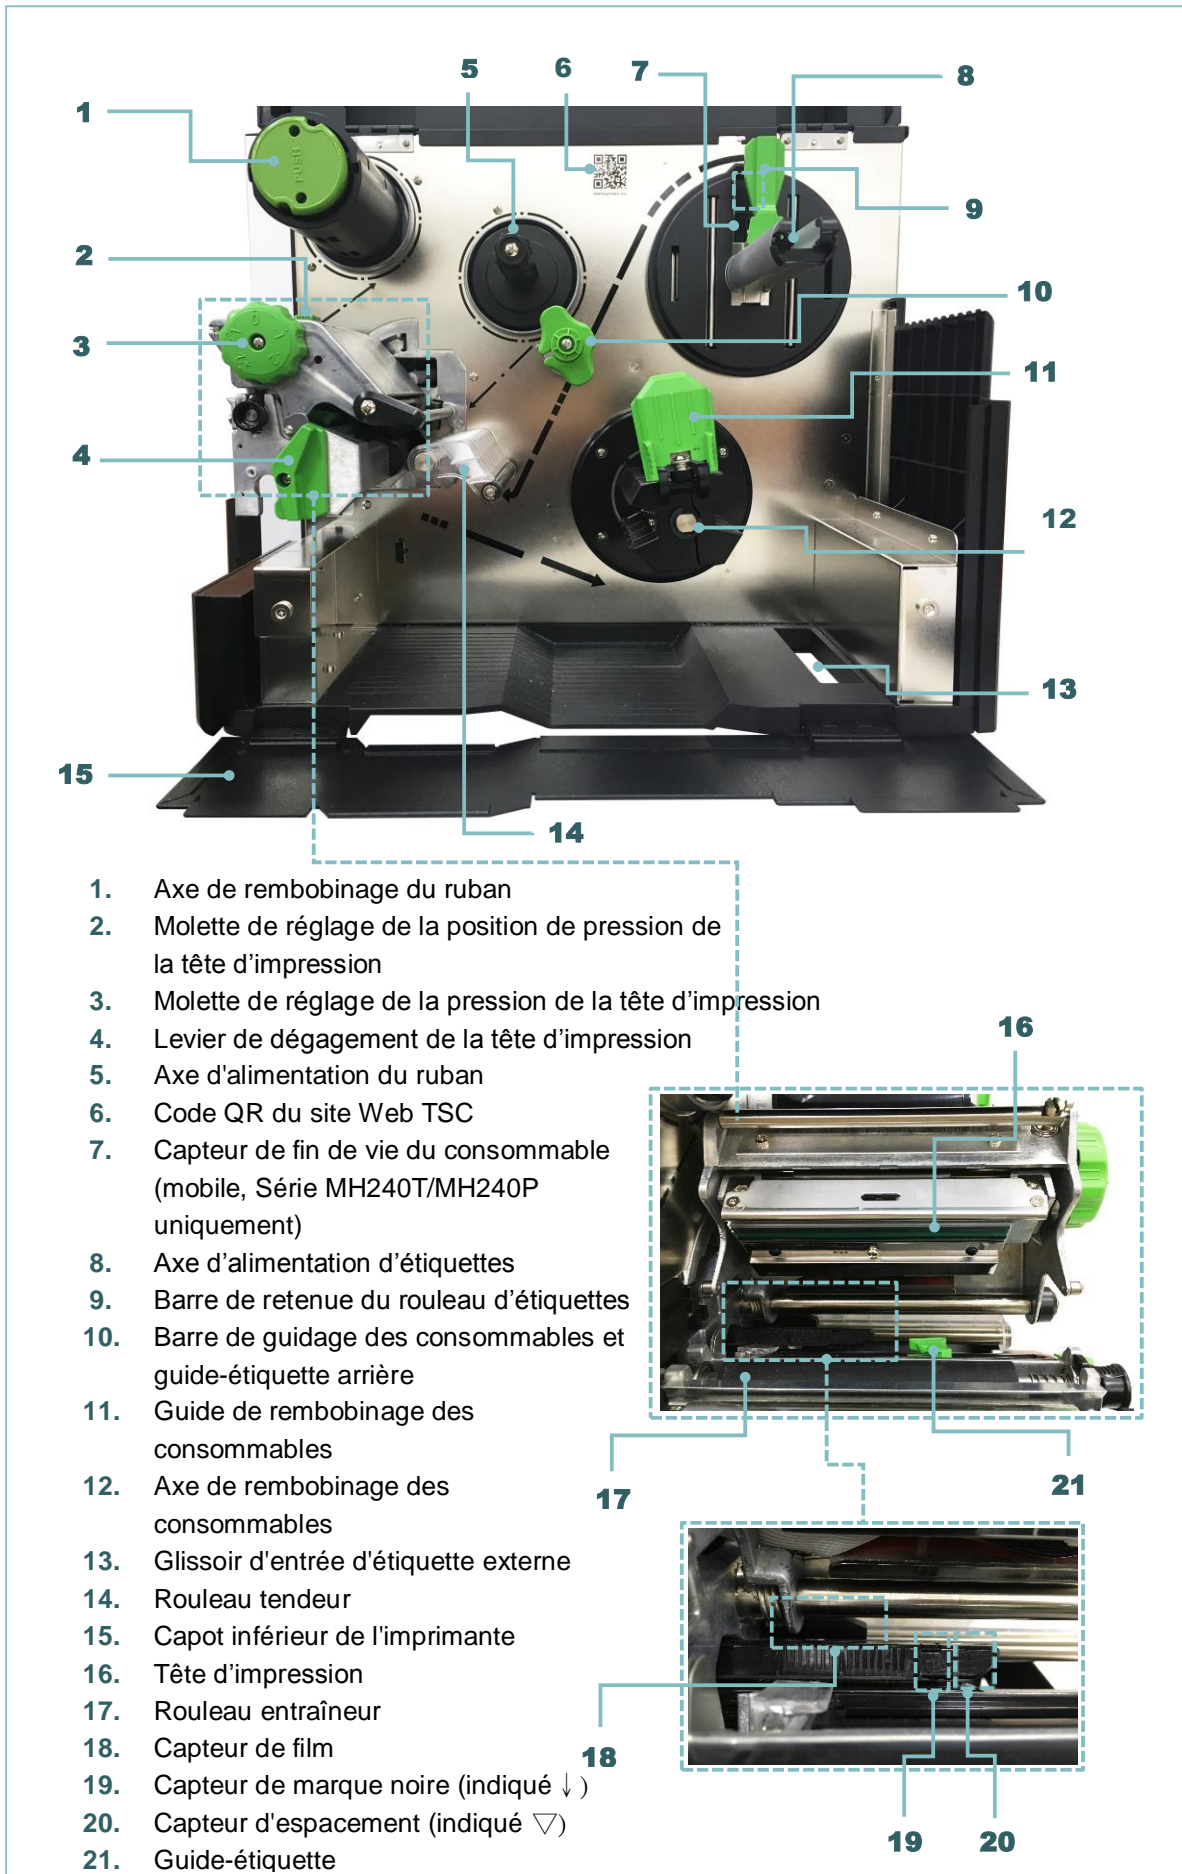 5
6
7
8
1
PUSH
9
2
10
3
11
4
12
13
15
14
1. Axe de rembobinage du ruban
2. Molette de réglage de la position de pression de
la tête d’impression
3. Molette de réglage de la pression de la tête d’impression
4. Levier de dégagement de la tête d’impression
5. Axe d'alimentation du ruban
6. Code QR du site Web TSC
7. Capteur de fin de vie du consommable
(mobile, Série MH240T/MH240P
uniquement)
8. Axe d’alimentation d’étiquettes
9. Barre de retenue du rouleau d’étiquettes
10. Barre de guidage des consommables et
guide-étiquette arrière
11. Guide de rembobinage des
consommables
12. Axe de rembobinage des
consommables
13. Glissoir d'entrée d'étiquette externe
14. Rouleau tendeur
15. Capot inférieur de l'imprimante
16. Tête d’impression
17. Rouleau entraîneur
18. Capteur de film
19. Capteur de marque noire (indiqué ↓)
20. Capteur d'espacement (indiqué ▽)
21. Guide-étiquette
16
17
21
18
19
20